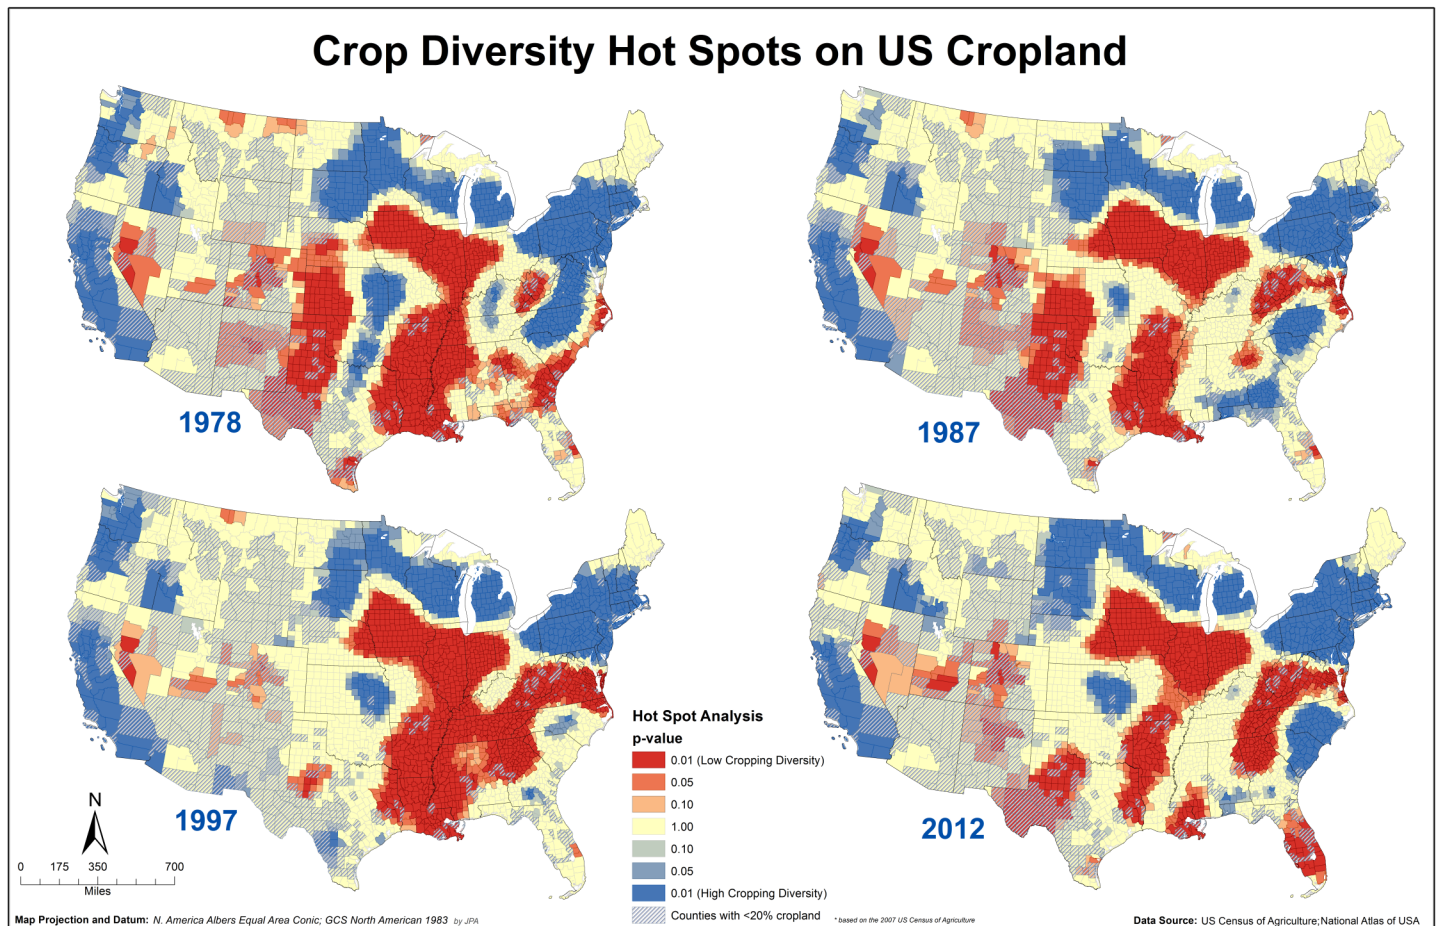 Crop Diversity Hot Spots on US Cropland
1978
1987
1997
2012
Hot Spot Analysis
p-value
0.01 (Low Cropping Diversity)
0.05
0.10
1.00
0.10
0.05
0.01 (High Cropping Diversity)
Counties with <20% cropland
N
0 175 350 700
Miles
Map Projection and Datum: N. America Albers Equal Area Conic; GCS North American 1983 by JPA
* based on the 2007 US Census of Agriculture
Data Source: US Census of Agriculture;National Atlas of USA